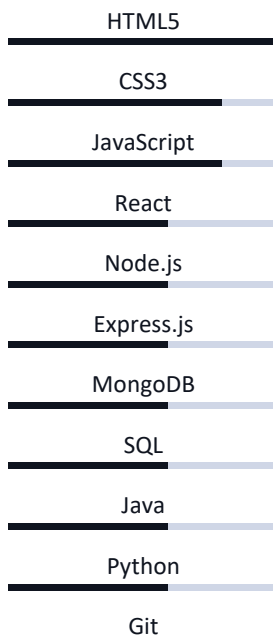 HTML5
CSS3
JavaScript
React
Node.js
Express.js
MongoDB
SQL
Java
Python
Git